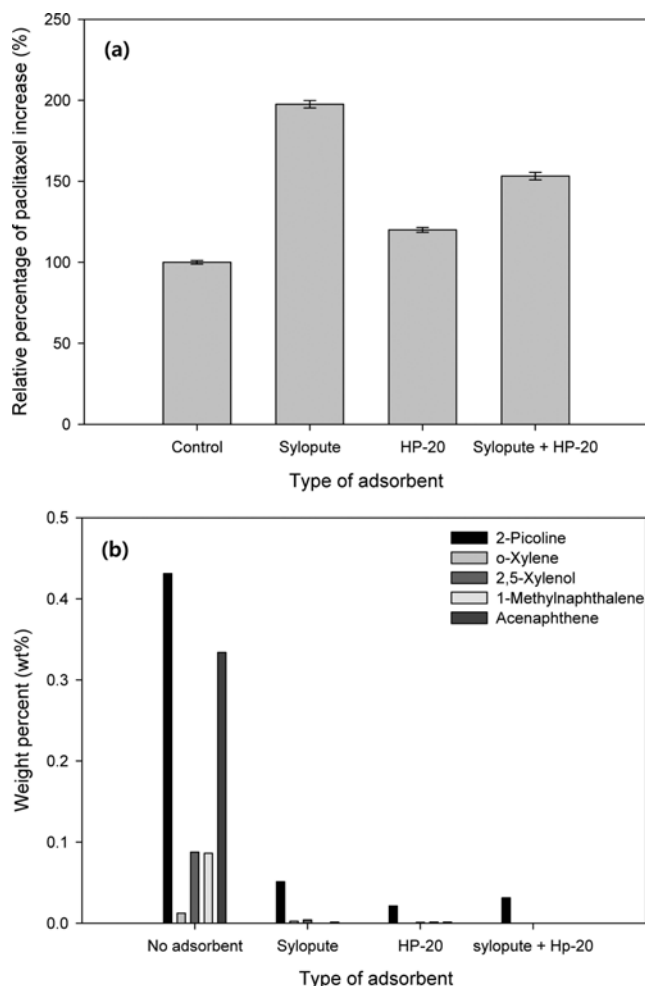 Relative percentage of paclitaxel increase (%)
250
200
150
100
50
0
(a)
Control Sylopute HP-20 Sylopute + HP-20
Type of adsorbent
Weight percent (wt%)
0.5
0.4
0.3
0.2
0.1
0.0
(b)
2-Picoline
o-Xylene
2,5-Xylenol
1-Methylnaphthalene
Acenaphthene
No adsorbent Sylopute HP-20 sylopute + Hp-20
Type of adsorbent